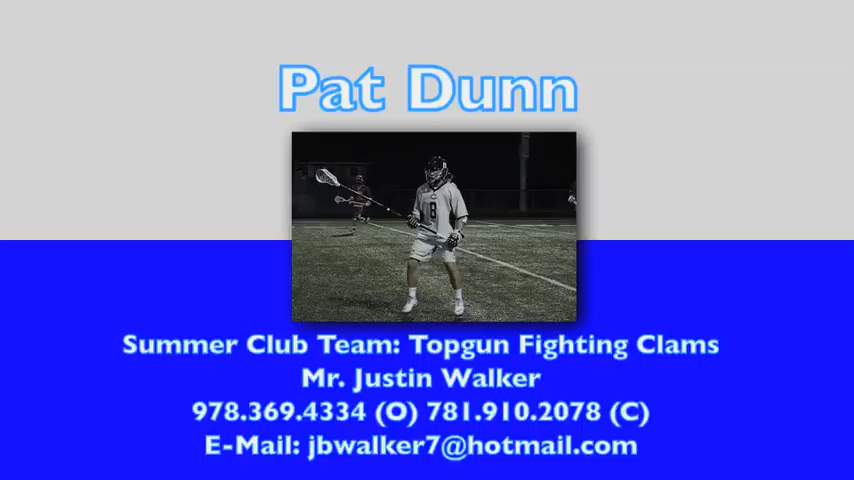 Pat Dunn
8
Summer Club Team: Topgun Fighting Clams
Mr. Justin Walker
978.369.4334 (O) 781.910.2078 (C)
E-Mail: jbwalker7@hotmail.com